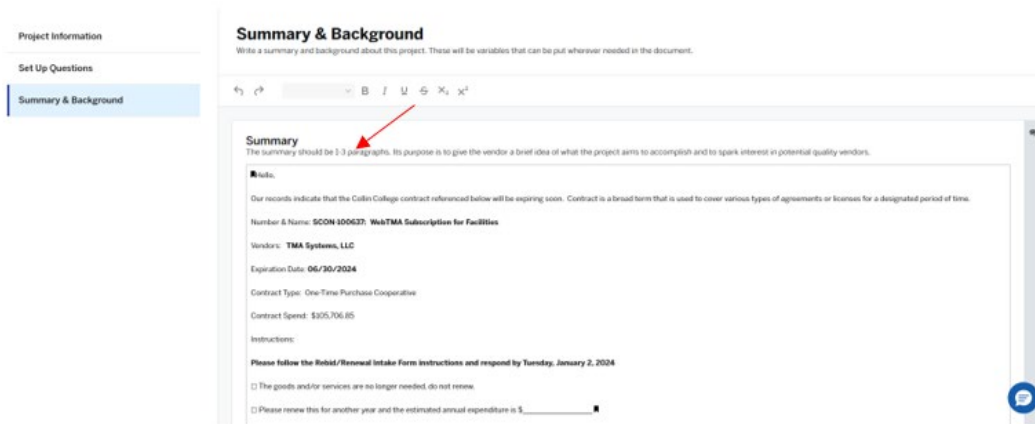 Project Information
Set Up Questions
Summary & Background
Summary & Background
Write a summary and background about this project. These will be variables that can be put wherever needed in the document.
B I U S X₂ X²
Summary
The summary should be 1-3 paragraphs. Its purpose is to give the vendor a brief idea of what the project aims to accomplish and to spark interest in potential quality vendors.
Hello,
Our records indicate that the Collin College contract referenced below will be expiring soon. Contract is a broad term that is used to cover various types of agreements or licenses for a designated period of time.
Number & Name: SCON-100637: WebTMA Subscription for Facilities
Vendors: TMA Systems, LLC
Expiration Date: 06/30/2024
Contract Type: One-Time Purchase Cooperative
Contract Spend: $105,706.85
Instructions:
Please follow the Rebid/Renewal Intake Form instructions and respond by Tuesday, January 2, 2024
☐ The goods and/or services are no longer needed, do not renew.
☐ Please renew this for another year and the estimated annual expenditure is $__________________